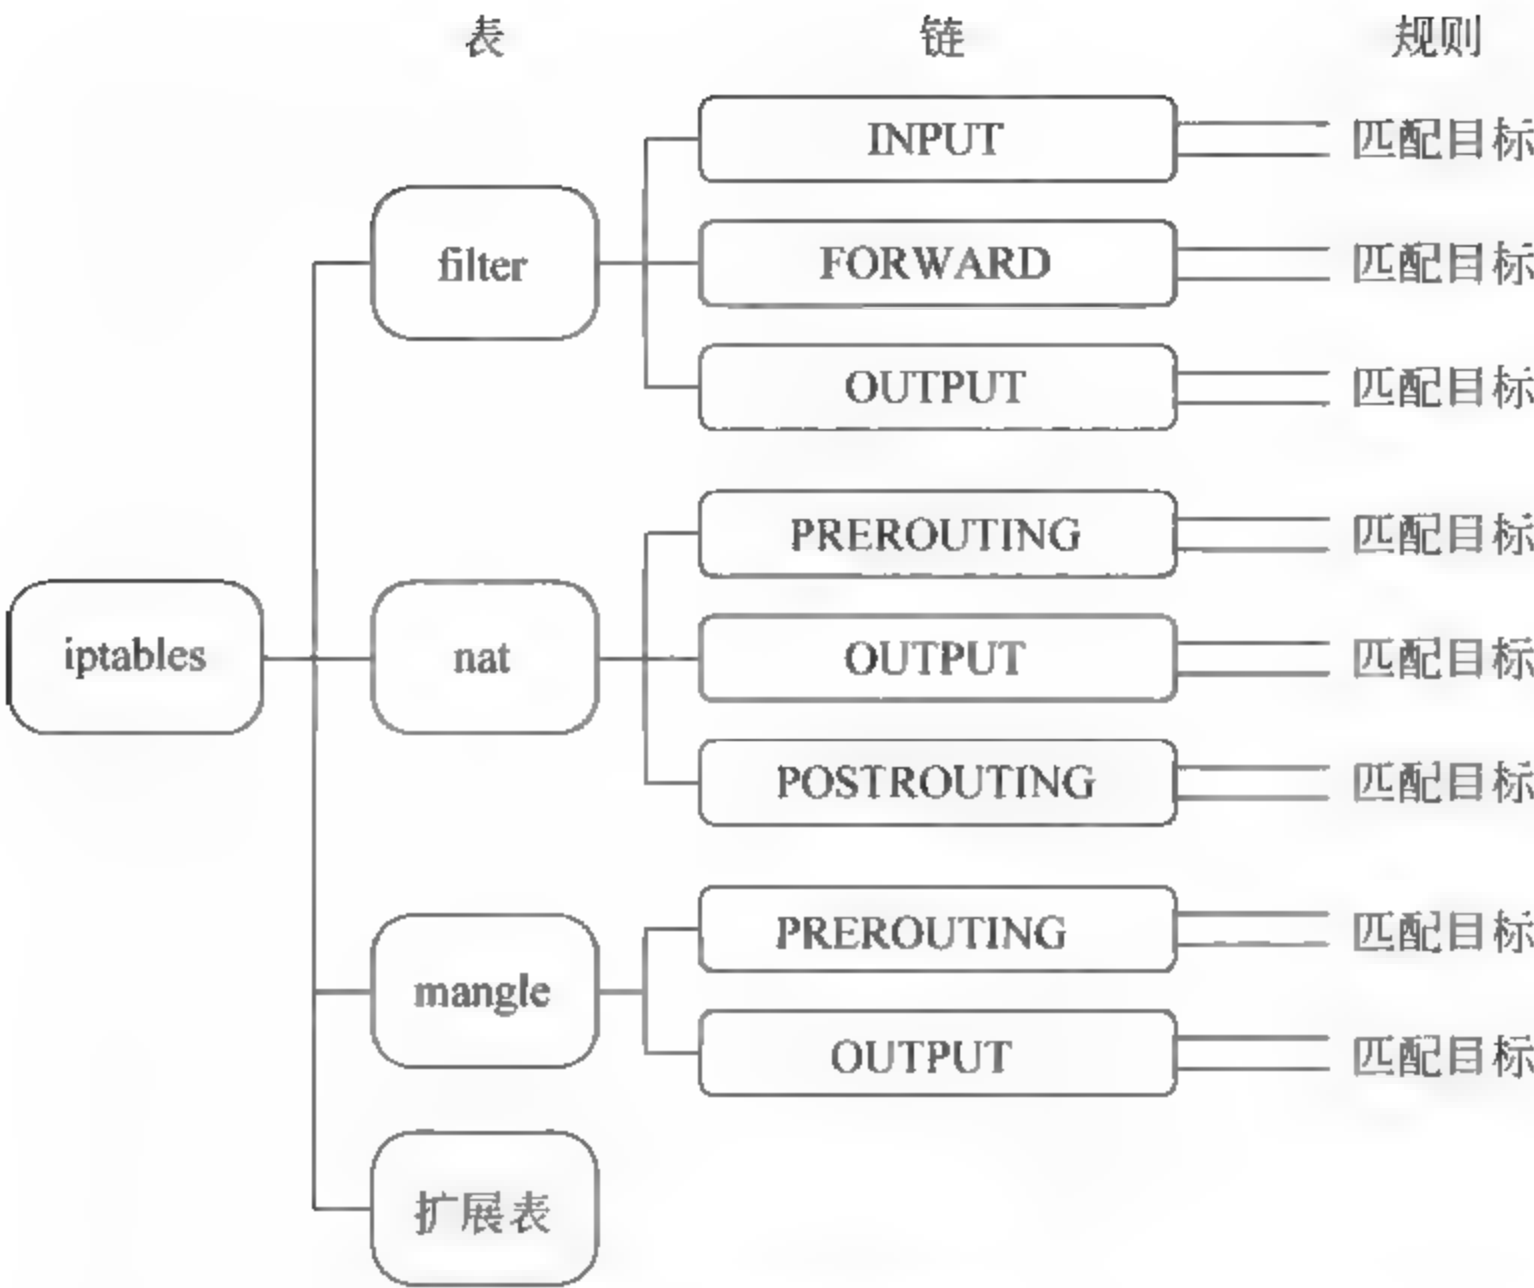 表 链 规则
INPUT 匹配目标
filter FORWARD 匹配目标
OUTPUT 匹配目标
PREROUTING 匹配目标
iptables nat OUTPUT 匹配目标
POSTROUTING 匹配目标
PREROUTING 匹配目标
mangle
OUTPUT 匹配目标
扩展表